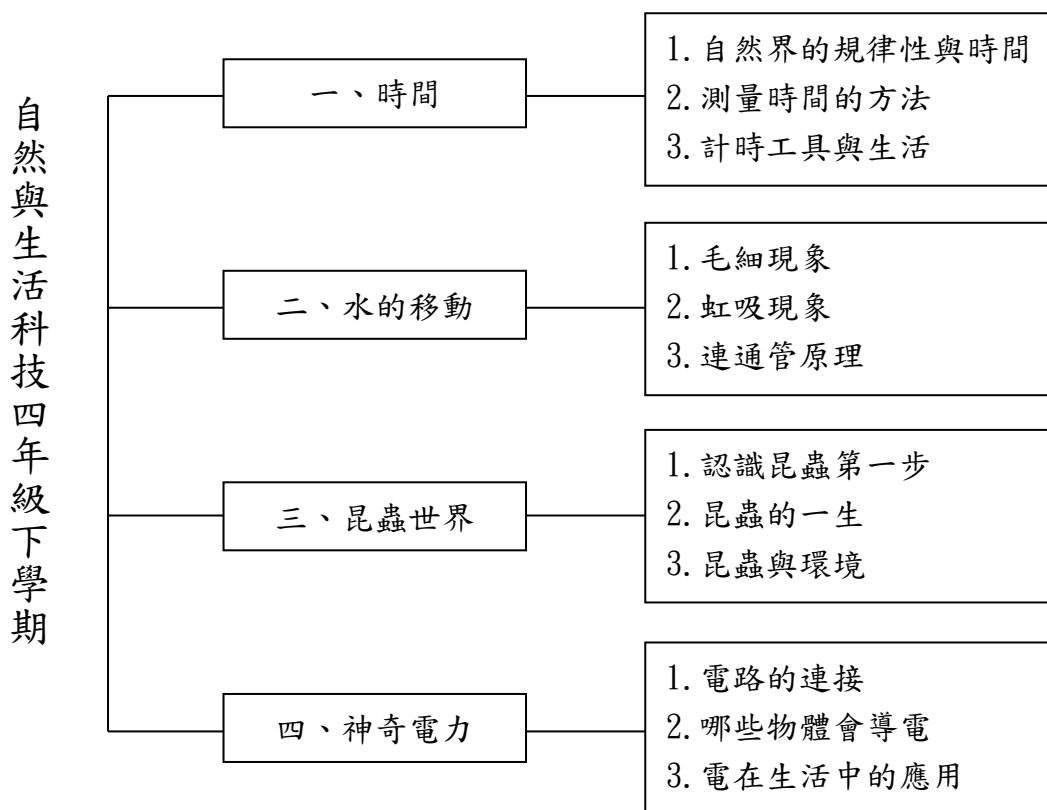 自然與生活科技四年級下學期
一、時間
1.自然界的規律性與時間
2.測量時間的方法
3.計時工具與生活
二、水的移動
1.毛細現象
2.虹吸現象
3.連通管原理
三、昆蟲世界
1.認識昆蟲第一步
2.昆蟲的一生
3.昆蟲與環境
四、神奇電力
1.電路的連接
2.哪些物體會導電
3.電在生活中的應用